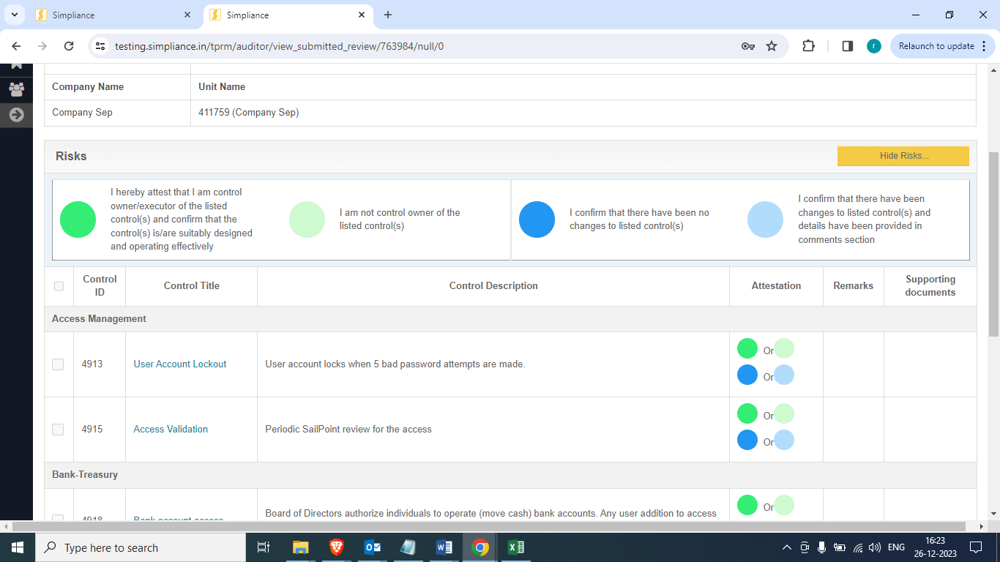 Simpliance
Simpliance
testing.simpliance.in/tprm/auditor/view_submitted_review/763984/null/0
r
Relaunch to update
Company Name
Unit Name
Company Sep
411759 (Company Sep)
Risks
Hide Risks...
I hereby attest that I am control
owner/executor of the listed
control(s) and confirm that the
control(s) is/are suitably designed
and operating effectively
I am not control owner of the
listed control(s)
I confirm that there have been no
changes to listed control(s)
I confirm that there have been
changes to listed control(s) and
details have been provided in
comments section
Control
ID
Control Title
Control Description
Attestation
Remarks
Supporting
documents
Access Management
4913
User Account Lockout
User account locks when 5 bad password attempts are made.
Or
Or
4915
Access Validation
Periodic SailPoint review for the access
Or
Or
Bank-Treasury
4918
Bank account access
Board of Directors authorize individuals to operate (move cash) bank accounts. Any user addition to access
Or
Type here to search
ENG
16:23
26-12-2023